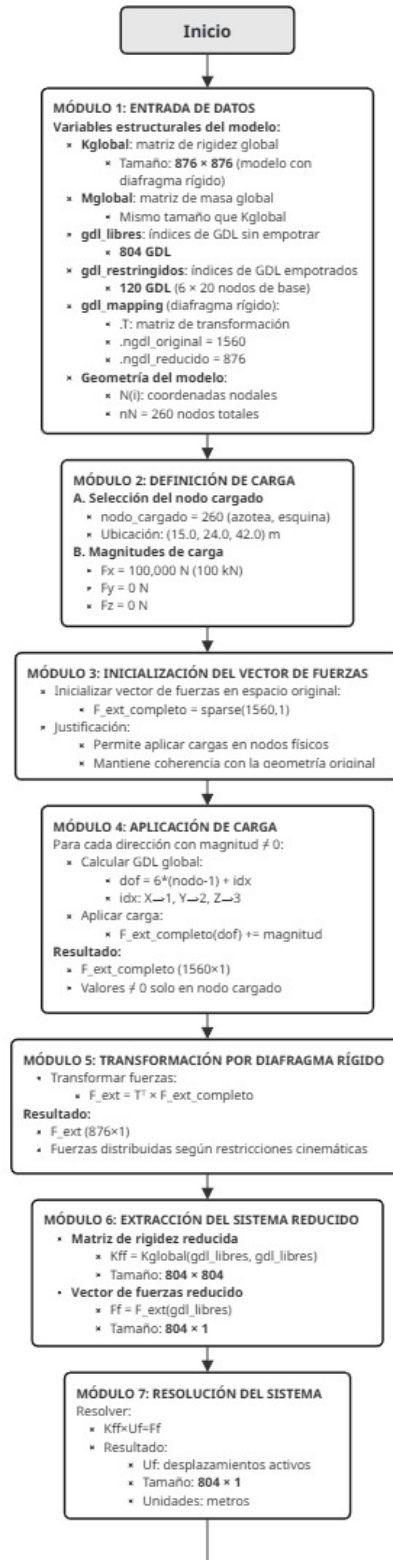 Inicio
MÓDULO 1: ENTRADA DE DATOS
Variables estructurales del modelo:
Kglobal: matriz de rigidez global
Tamaño: 876 × 876 (modelo con
diafragma rígido)
Mglobal: matriz de masa global
Mismo tamaño que Kglobal
gdl_libres: índices de GDL sin empotrar
804 GDL
gdl_restringidos: índices de GDL empotrados
120 GDL (6 × 20 nodos de base)
gdl_mapping (diafragma rígido):
.T: matriz de transformación
.ngdl_original = 1560
.ngdl_reducido = 876
Geometría del modelo:
N(i): coordenadas nodales
nN = 260 nodos totales
MÓDULO 2: DEFINICIÓN DE CARGA
A. Selección del nodo cargado
nodo_cargado = 260 (azotea, esquina)
Ubicación: (15.0, 24.0, 42.0) m
B. Magnitudes de carga
Fx = 100,000 N (100 kN)
Fy = 0 N
Fz = 0 N
MÓDULO 3: INICIALIZACIÓN DEL VECTOR DE FUERZAS
Inicializar vector de fuerzas en espacio original:
F_ext_completo = sparse(1560,1)
Justificación:
Permite aplicar cargas en nodos físicos
Mantiene coherencia con la geometría original
MÓDULO 4: APLICACIÓN DE CARGA
Para cada dirección con magnitud ≠ 0:
Calcular GDL global:
dof = 6*(nodo-1) + idx
idx: X→1, Y→2, Z→3
Aplicar carga:
F_ext_completo(dof) += magnitud
Resultado:
F_ext_completo (1560×1)
Valores ≠ 0 solo en nodo cargado
MÓDULO 5: TRANSFORMACIÓN POR DIAFRAGMA RÍGIDO
Transformar fuerzas:
F_ext = Tᵀ × F_ext_completo
Resultado:
F_ext (876×1)
Fuerzas distribuidas según restricciones cinemáticas
MÓDULO 6: EXTRACCIÓN DEL SISTEMA REDUCIDO
Matriz de rigidez reducida
Kff = Kglobal(gdl_libres, gdl_libres)
Tamaño: 804 × 804
Vector de fuerzas reducido
Ff = F_ext(gdl_libres)
Tamaño: 804 × 1
MÓDULO 7: RESOLUCIÓN DEL SISTEMA
Resolver:
Kff×Uf=Ff
Resultado:
Uf: desplazamientos activos
Tamaño: 804 × 1
Unidades: metros